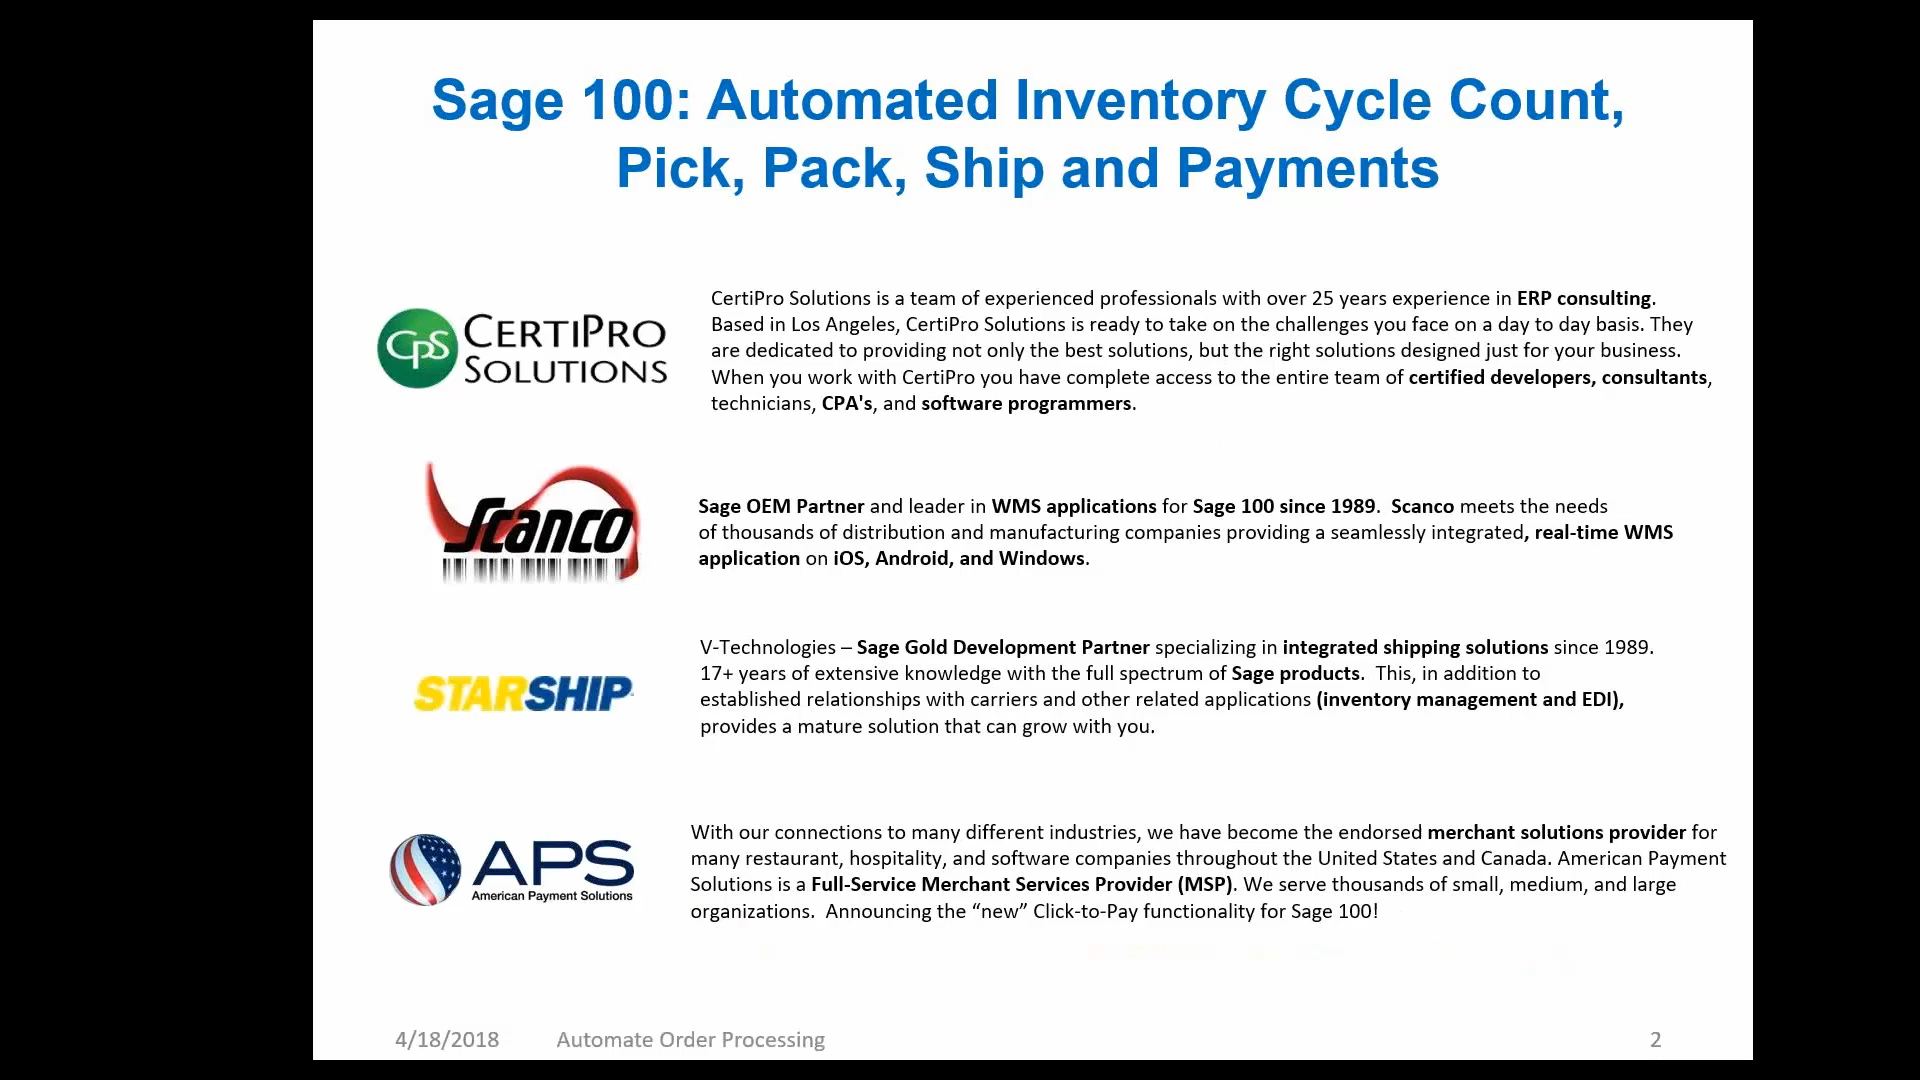 Sage 100: Automated Inventory Cycle Count,
Pick, Pack, Ship and Payments
CPS CERTIPRO
SOLUTIONS
CertiPro Solutions is a team of experienced professionals with over 25 years experience in ERP consulting.
Based in Los Angeles, CertiPro Solutions is ready to take on the challenges you face on a day to day basis. They
are dedicated to providing not only the best solutions, but the right solutions designed just for your business.
When you work with CertiPro you have complete access to the entire team of certified developers, consultants,
technicians, CPA's, and software programmers.
Scanco
Sage OEM Partner and leader in WMS applications for Sage 100 since 1989.  Scanco meets the needs
of thousands of distribution and manufacturing companies providing a seamlessly integrated, real-time WMS
application on iOS, Android, and Windows.
STARSHIP
V-Technologies – Sage Gold Development Partner specializing in integrated shipping solutions since 1989.
17+ years of extensive knowledge with the full spectrum of Sage products.  This, in addition to
established relationships with carriers and other related applications (inventory management and EDI),
provides a mature solution that can grow with you.
APS
American Payment Solutions
With our connections to many different industries, we have become the endorsed merchant solutions provider for
many restaurant, hospitality, and software companies throughout the United States and Canada. American Payment
Solutions is a Full-Service Merchant Services Provider (MSP). We serve thousands of small, medium, and large
organizations.  Announcing the “new” Click-to-Pay functionality for Sage 100!
4/18/2018 Automate Order Processing 2